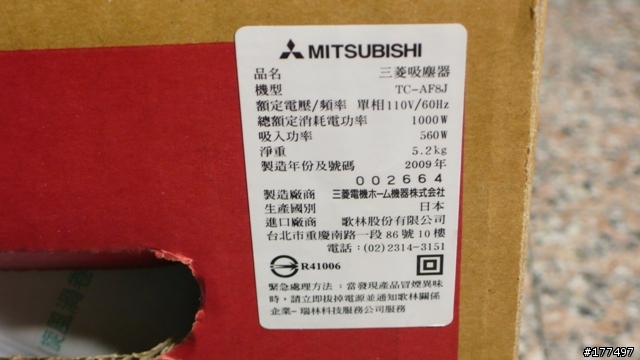 MITSUBISHI
品名 三菱吸塵器
機型 TC-AF8J
額定電壓/頻率 單相110V/60Hz
總額定消耗電功率 1000W
吸入功率 560W
淨重 5.2kg
製造年份及號碼 2009年
002664
製造廠商 三菱電機ホーム機器株式会社
生產國別 日本
進口廠商 歌林股份有限公司
台北市重慶南路一段86號10樓
電話：(02)2314-3151
R41006
緊急處理方法：當發現產品冒煙異味
時，請立即拔掉電源並通知歌林關係
企業－瑞林科技服務公司服務
#177497